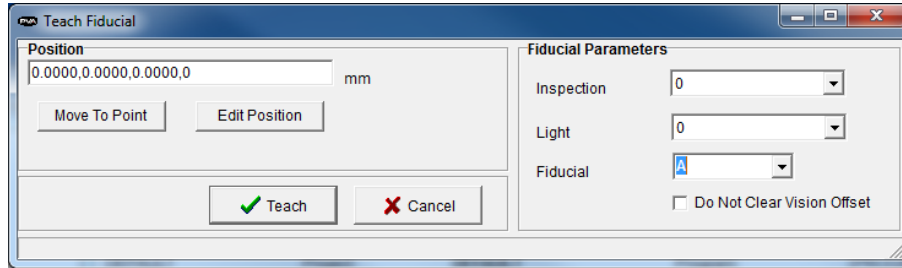 Teach Fiducial
Position
0.0000,0.0000,0.0000,0
mm
Move To Point
Edit Position
Teach
Cancel
Fiducial Parameters
Inspection
0
Light
0
Fiducial
A
Do Not Clear Vision Offset